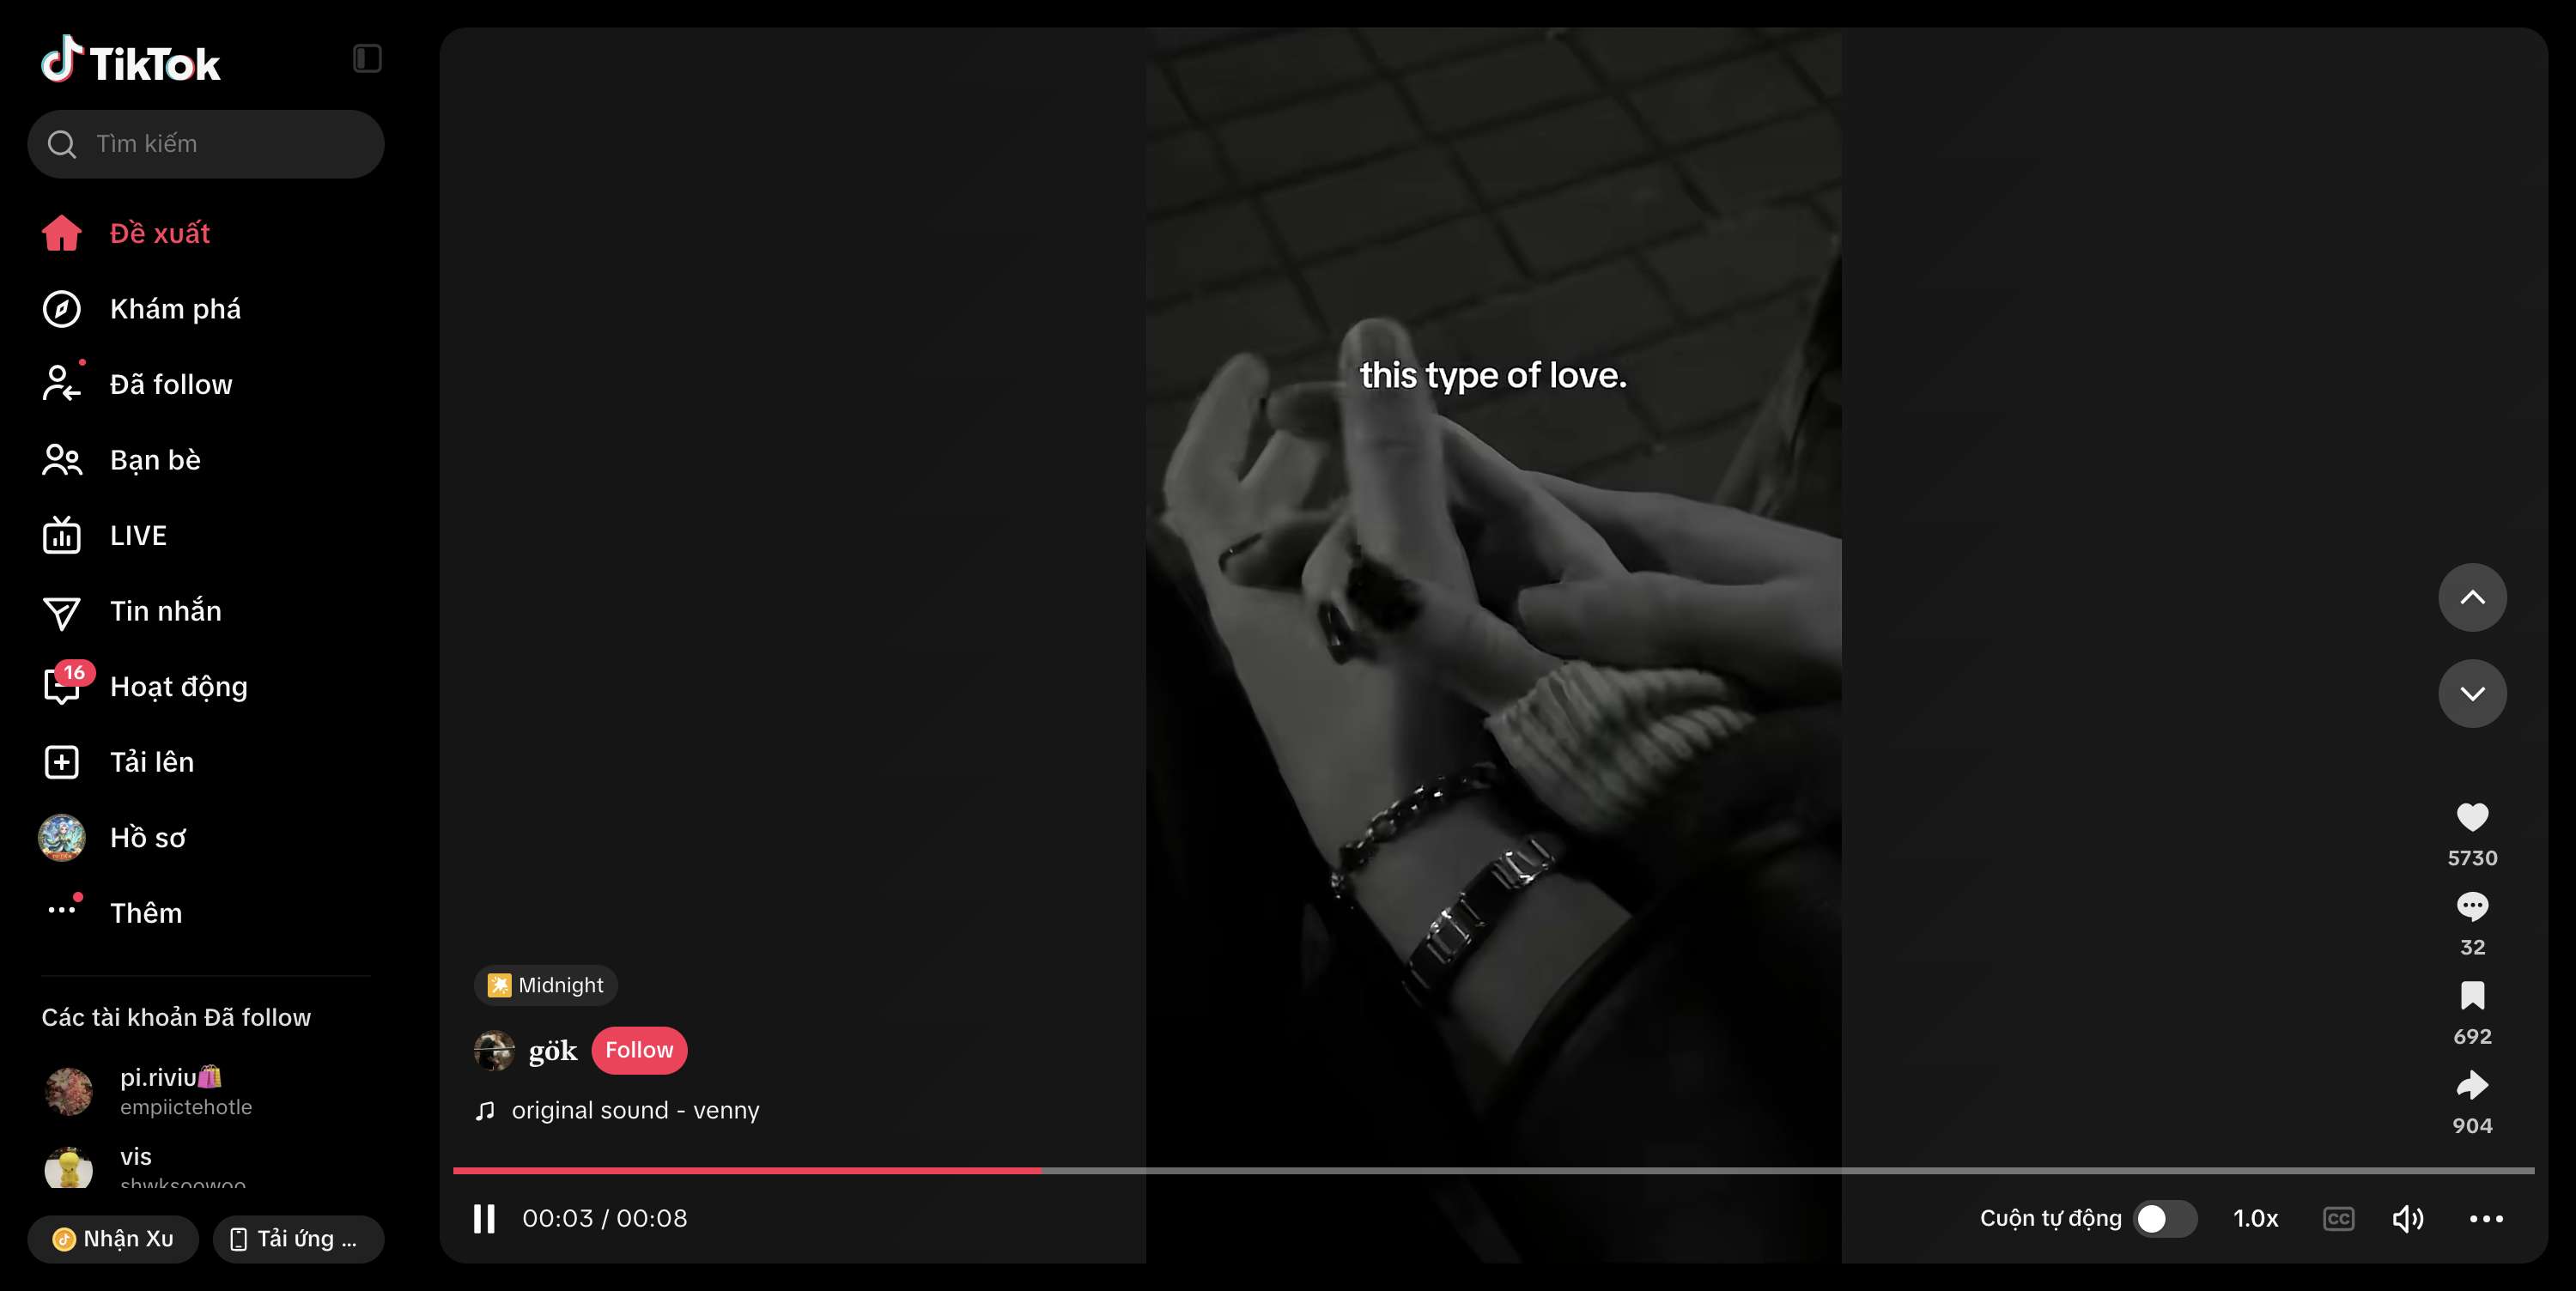 TikTok
Tìm kiếm
Đề xuất
Khám phá
Đã follow
Bạn bè
LIVE
Tin nhắn
16
Hoạt động
Tải lên
Hồ sơ
Thêm
Các tài khoản Đã follow
pi.riviu🛍️
empiictehotle
vis
shwksoowoo
Nhận Xu
Tải ứng ...
this type of love.
Midnight
gök
Follow
original sound - venny
00:03 / 00:08
5730
32
692
904
Cuộn tự động
1.0x
CC